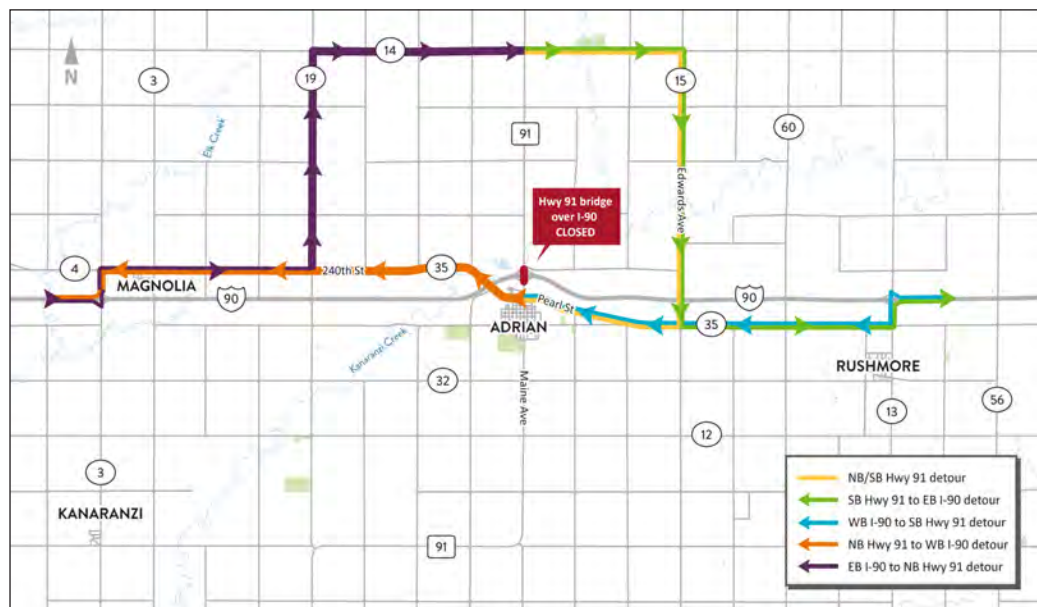 14
3
19
15
N
60
91
Elk Creek
Edwards Ave
Hwy 91 bridge
over I-90
CLOSED
4
240th St
35
MAGNOLIA
90
90
Pearl St
35
ADRIAN
Kanaranzi Creek
RUSHMORE
32
Maine Ave
56
13
12
3
KANARANZI
91
NB/SB Hwy 91 detour
SB Hwy 91 to EB I-90 detour
WB I-90 to SB Hwy 91 detour
NB Hwy 91 to WB I-90 detour
EB I-90 to NB Hwy 91 detour